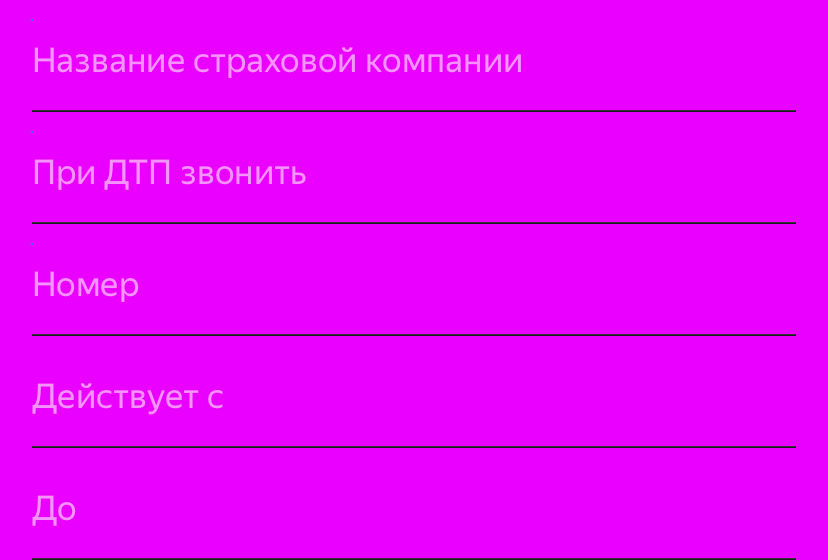 Название страховой компании
При ДТП звонить
Номер
Действует с
До